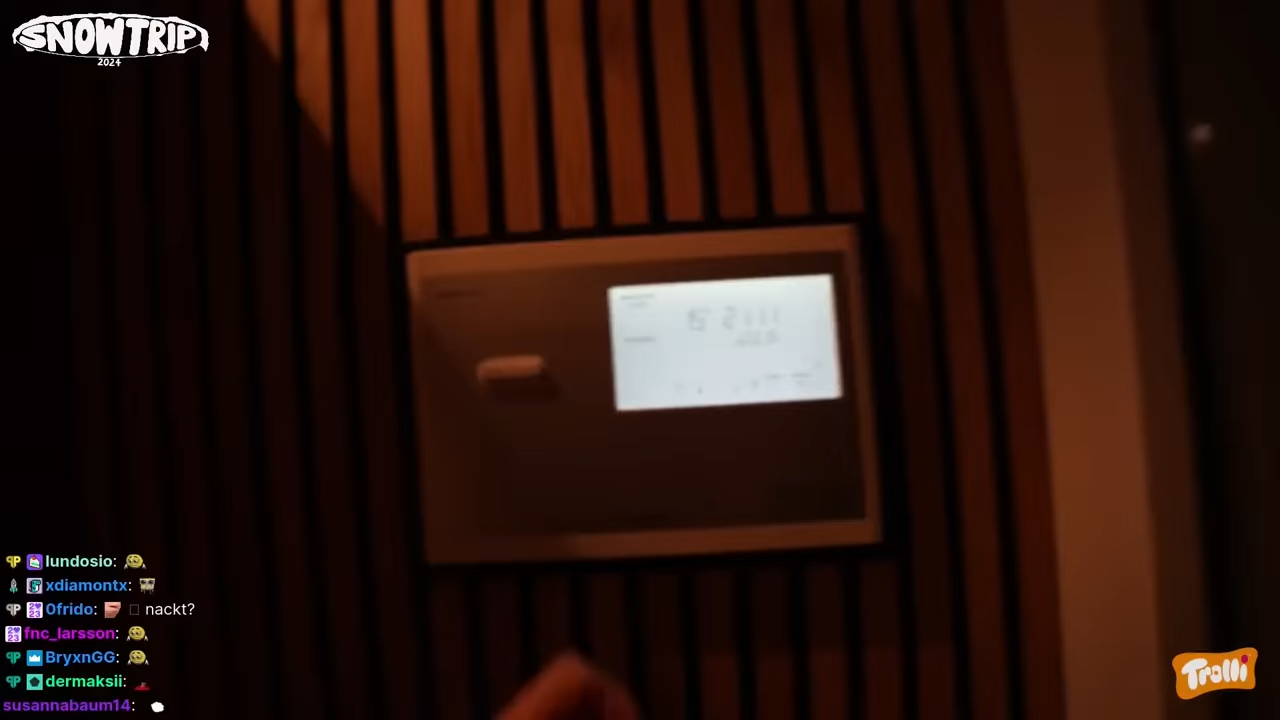 SNOWTRIP
2024
lundosio:
xdiamontx:
0frido: nackt?
fnc_larsson:
BryxnGG:
dermaksii:
susannabaum14:
Trolli